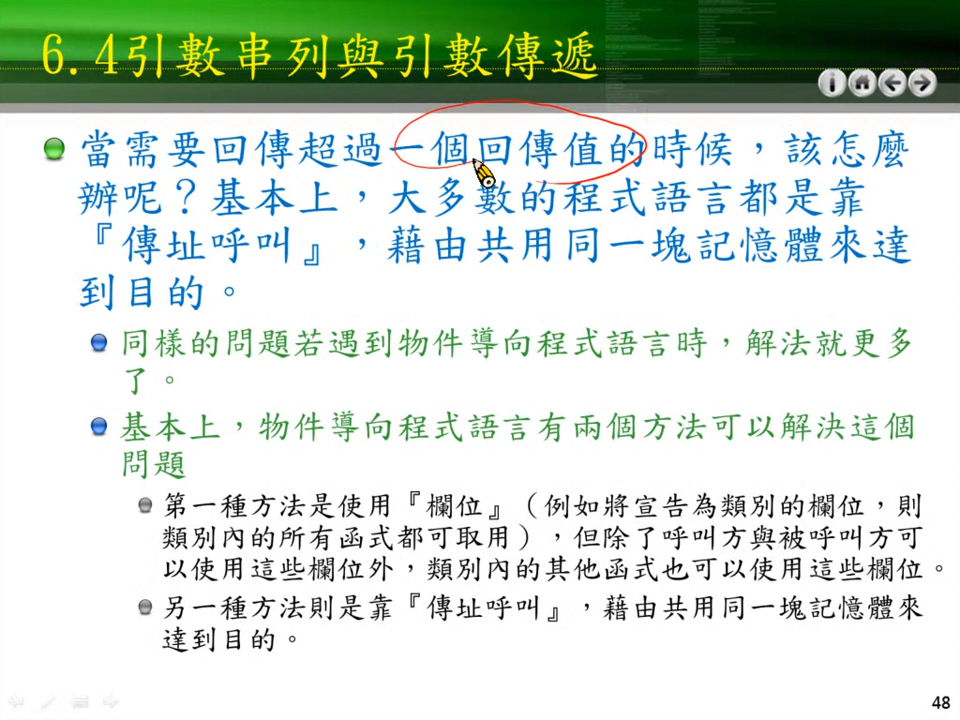 6.4引數串列與引數傳遞
當需要回傳超過一個回傳值的時候，該怎麼
辦呢？基本上，大多數的程式語言都是靠
『傳址呼叫』，藉由共用同一塊記憶體來達
到目的。
同樣的問題若遇到物件導向程式語言時，解法就更多
了。
基本上，物件導向程式語言有兩個方法可以解決這個
問題
第一種方法是使用『欄位』（例如將宣告為類別的欄位，則
類別內的所有函式都可取用），但除了呼叫方與被呼叫方可
以使用這些欄位外，類別內的其他函式也可以使用這些欄位。
另一種方法則是靠『傳址呼叫』，藉由共用同一塊記憶體來
達到目的。
48